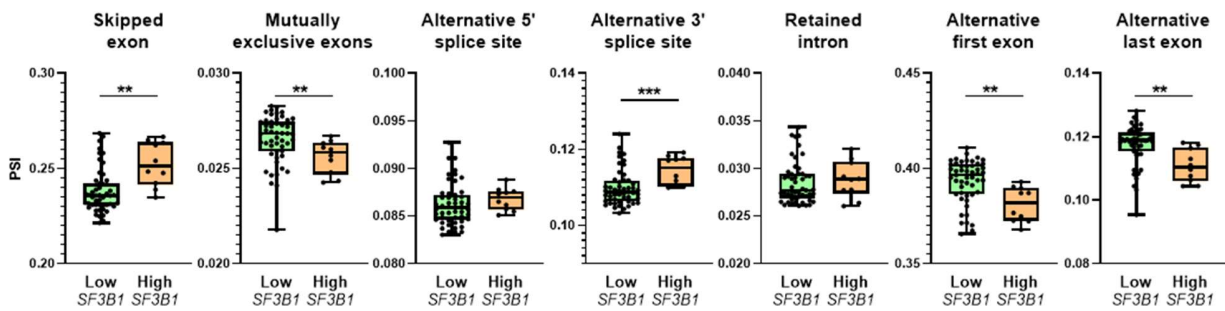 Skipped
exon
Mutually
exclusive exons
Alternative 5'
splice site
Alternative 3'
splice site
Retained
intron
Alternative
first exon
Alternative
last exon
PSI
0.30
0.25
0.20
**
Low
SF3B1
High
SF3B1
0.030
0.025
0.020
**
Low
SF3B1
High
SF3B1
0.100
0.095
0.090
0.085
0.080
Low
SF3B1
High
SF3B1
0.14
0.12
0.10
***
Low
SF3B1
High
SF3B1
0.040
0.035
0.030
0.025
0.020
Low
SF3B1
High
SF3B1
0.45
0.40
0.35
**
Low
SF3B1
High
SF3B1
0.14
0.12
0.10
0.08
**
Low
SF3B1
High
SF3B1